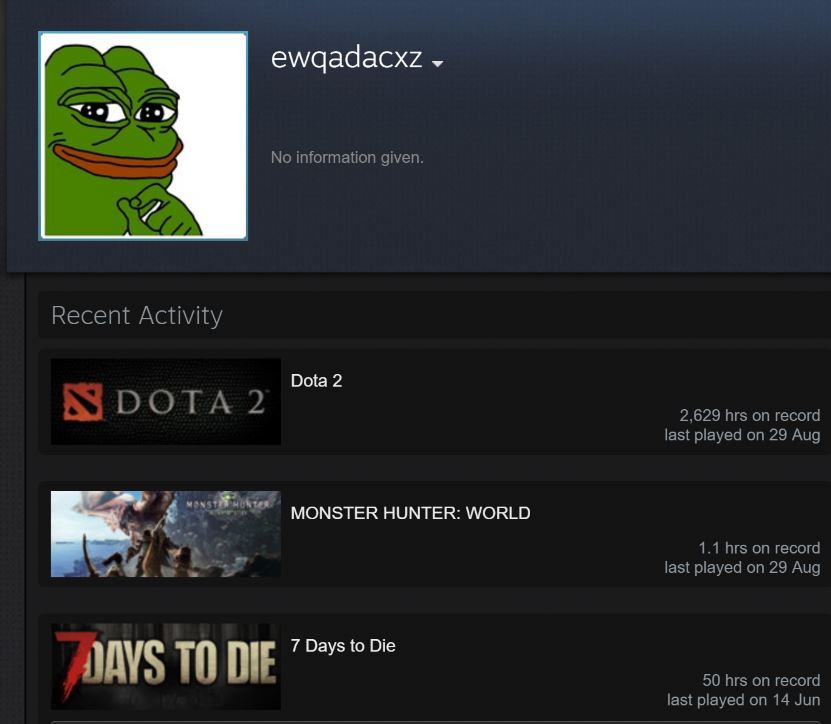 ewqadacxz
No information given.
Recent Activity
DOTA 2
Dota 2
2,629 hrs on record
last played on 29 Aug
MONSTER HUNTER
MONSTER HUNTER: WORLD
1.1 hrs on record
last played on 29 Aug
7 DAYS TO DIE
7 Days to Die
50 hrs on record
last played on 14 Jun